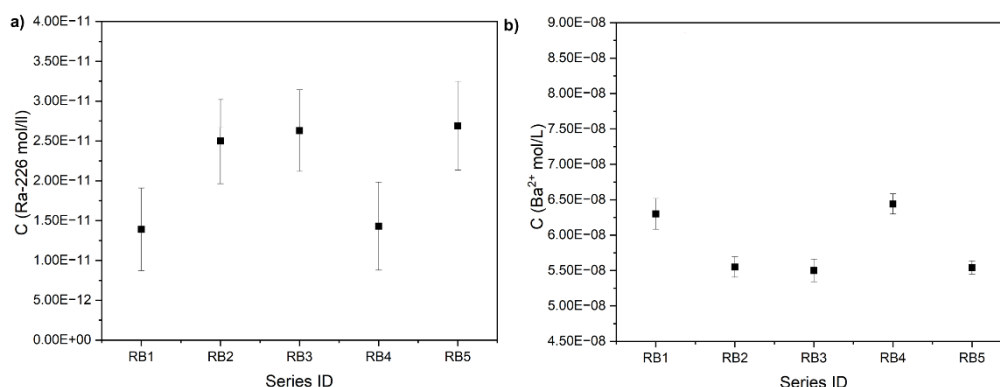 a)
C (Ra-226 mol/l)
4.00E−11
3.50E−11
3.00E−11
2.50E−11
2.00E−11
1.50E−11
1.00E−11
5.00E−12
0.00E+00
RB1 RB2 RB3 RB4 RB5
Series ID
b)
C (Ba²⁺ mol/L)
9.00E−08
8.50E−08
8.00E−08
7.50E−08
7.00E−08
6.50E−08
6.00E−08
5.50E−08
5.00E−08
4.50E−08
RB1 RB2 RB3 RB4 RB5
Series ID